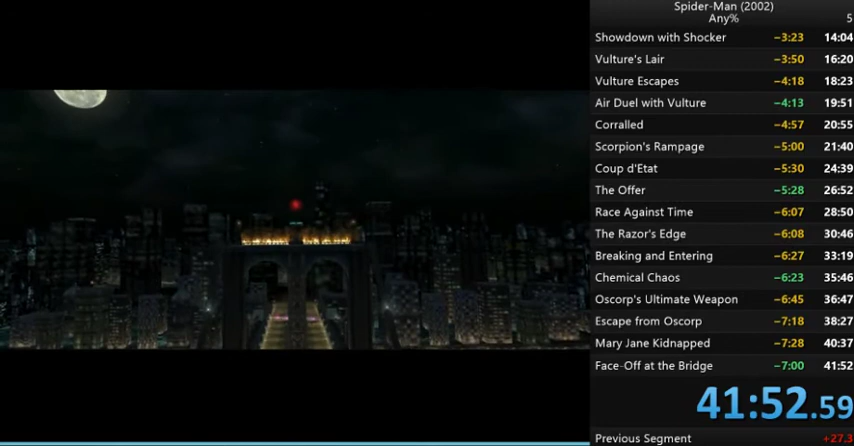 Spider-Man (2002)
Any% 5
Showdown with Shocker −3:23 14:04
Vulture's Lair −3:50 16:20
Vulture Escapes −4:18 18:23
Air Duel with Vulture −4:13 19:51
Corralled −4:57 20:55
Scorpion's Rampage −5:00 21:40
Coup d'Etat −5:30 24:39
The Offer −5:28 26:52
Race Against Time −6:07 28:50
The Razor's Edge −6:08 30:46
Breaking and Entering −6:27 33:19
Chemical Chaos −6:23 35:46
Oscorp's Ultimate Weapon −6:45 36:47
Escape from Oscorp −7:18 38:27
Mary Jane Kidnapped −7:28 40:37
Face-Off at the Bridge −7:00 41:52
41:52.59
Previous Segment +27.3